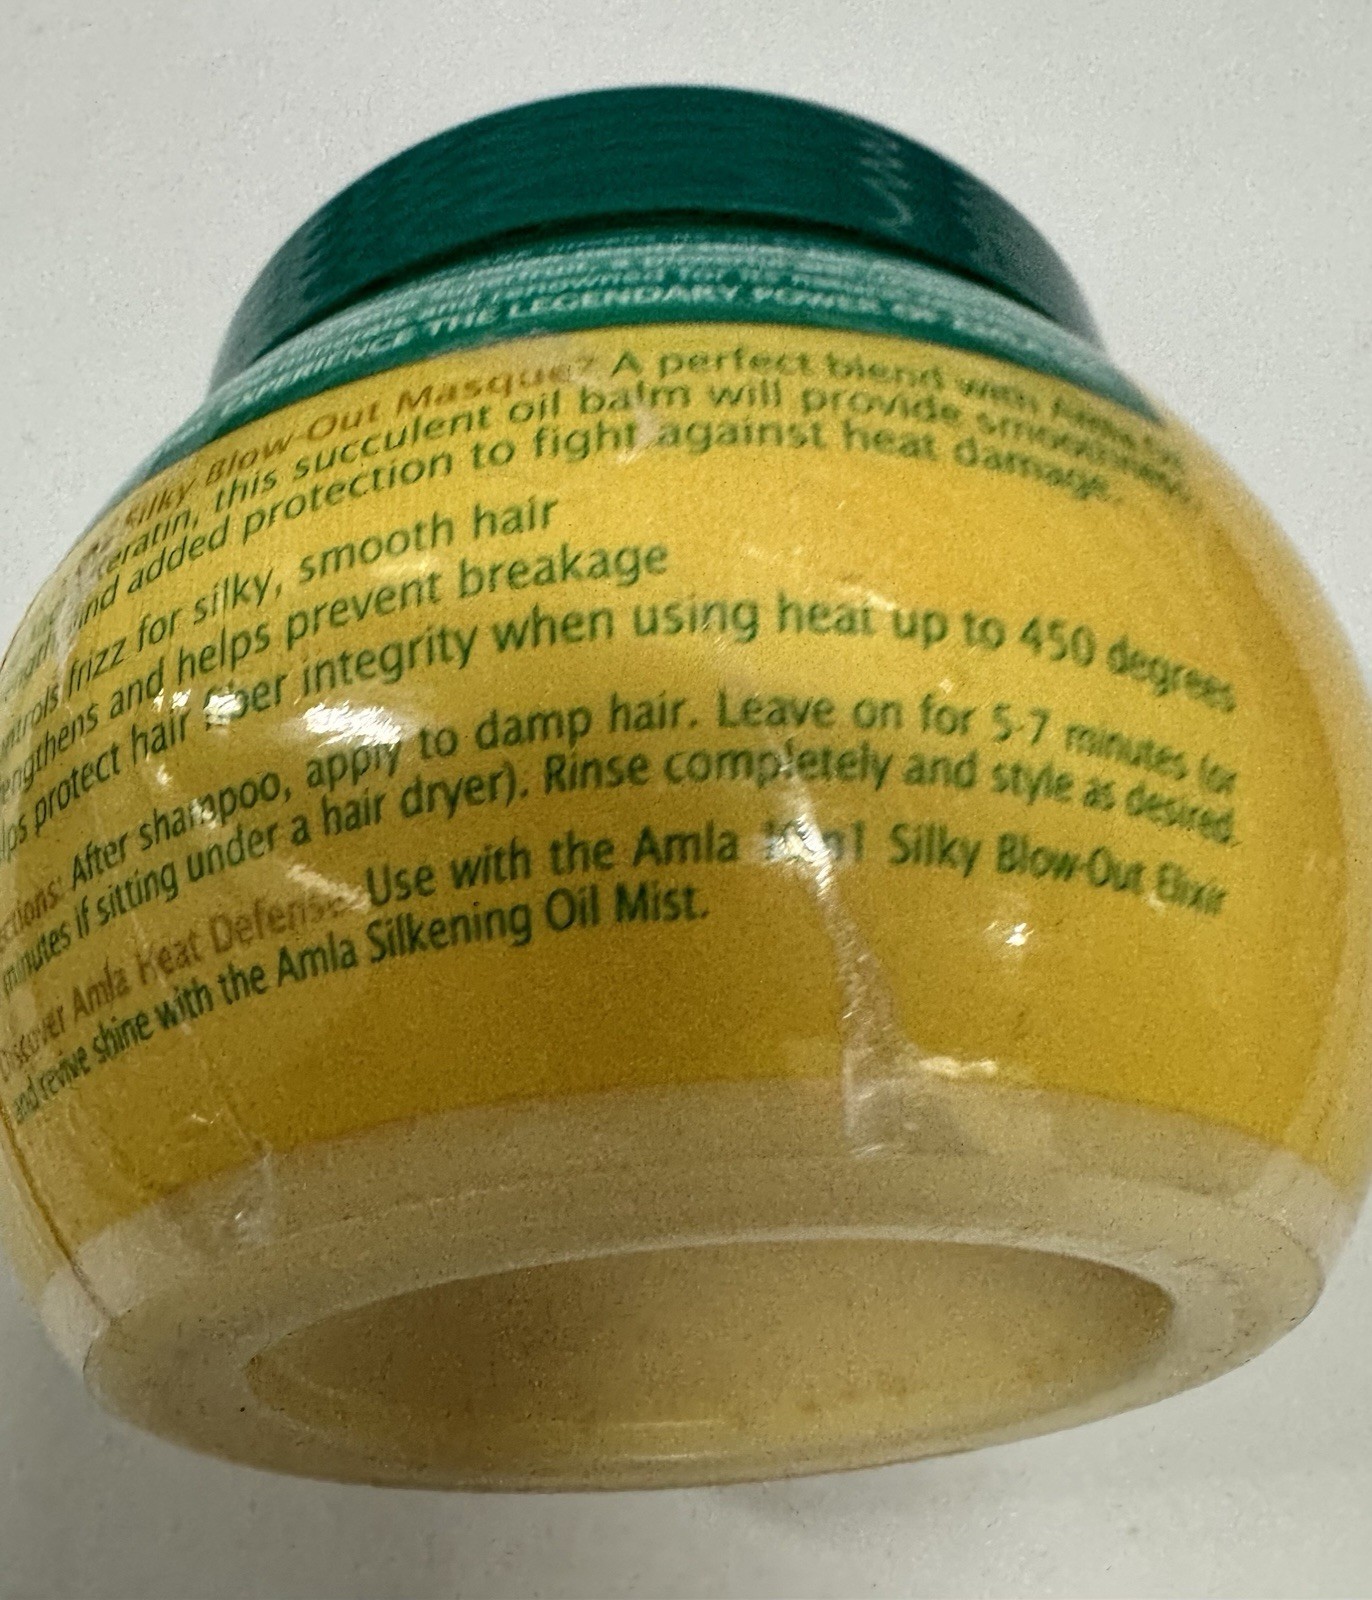 EXPERIENCE THE LEGENDARY POWER OF
Silky Blow-Out Masque? A perfect blend with Amla
keratin, this succulent oil balm will provide smoothness,
and added protection to fight against heat damage.
frizz for silky, smooth hair
and helps prevent breakage
protect hair fiber integrity when using heat up to 450 degrees
After shampoo, apply to damp hair. Leave on for 5-7 minutes (or
minutes if sitting under a hair dryer). Rinse completely and style as desired.
Discover Amla Heat Defense. Use with the Amla Silky Blow-Out Elixir
and revive shine with the Amla Silkening Oil Mist.